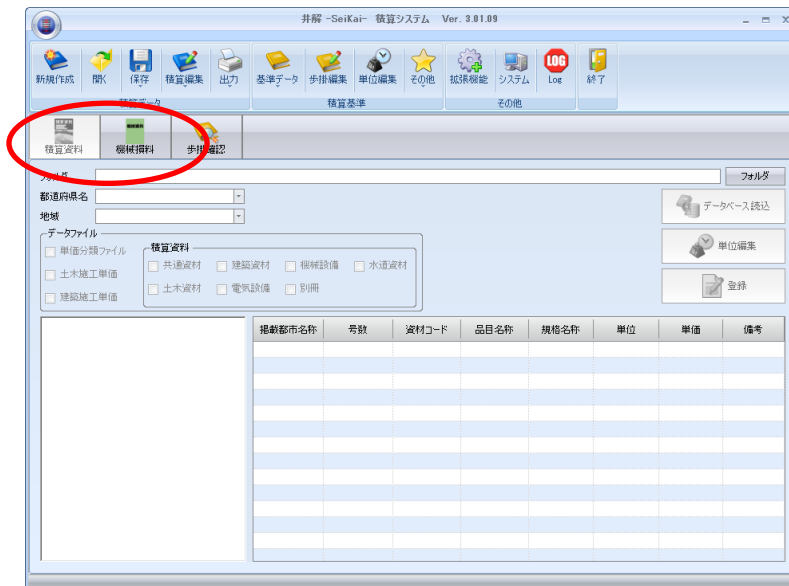 井解 -SeiKai- 積算システム Ver. 3.01.09
新規作成 開く 保存 積算編集 出力 基準データ 歩掛編集 単位編集 その他 拡張機能 システム Log 終了
LOG
積算データ 積算基準 その他
積算資料 機械損料 歩掛確認
フォルダ フォルダ
都道府県名 データベース読込
地域
データファイル
単価分類ファイル 積算資料 単位編集
共通資材 建築資材 機械設備 水道資材
土木施工単価
土木資材 電気設備 別冊 登録
建築施工単価
掲載都市名称 号数 資材コード 品目名称 規格名称 単位 単価 備考